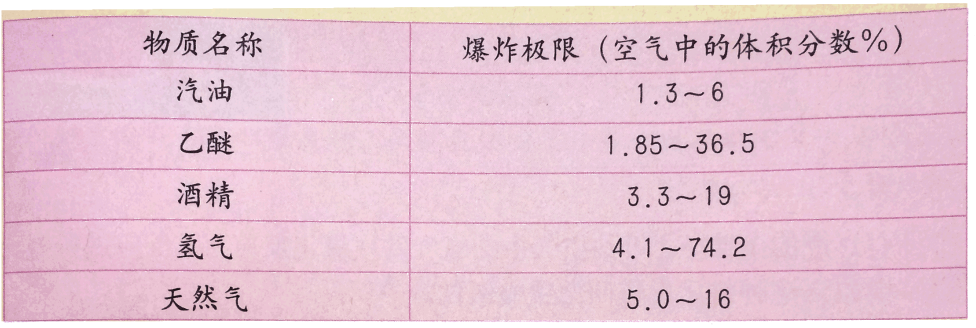 物质名称 爆炸极限（空气中的体积分数%）
汽油 1.3～6
乙醚 1.85～36.5
酒精 3.3～19
氢气 4.1～74.2
天然气 5.0～16